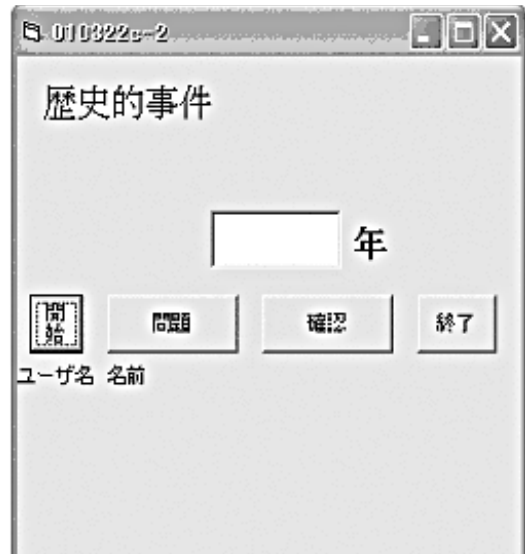 010322c-2
歴史的事件
年
開始 問題 確認 終了
ユーザ名 名前